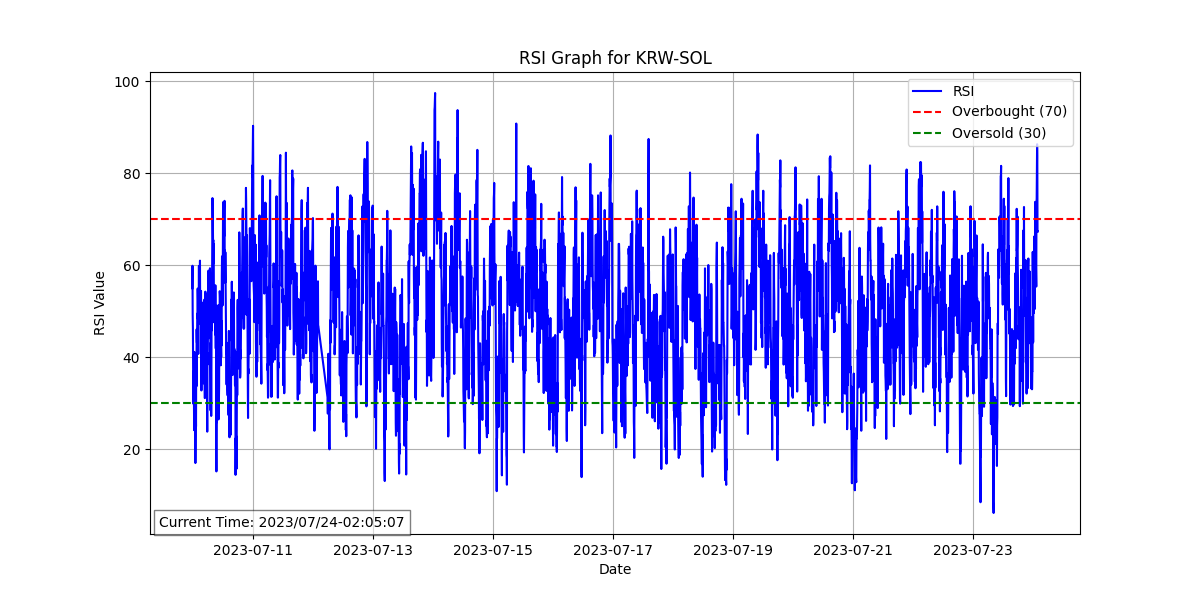 RSI Graph for KRW-SOL
100
80
60
40
20
RSI Value
RSI
Overbought (70)
Oversold (30)
Current Time: 2023/07/24-02:05:07
2023-07-11
2023-07-13
2023-07-15
2023-07-17
2023-07-19
2023-07-21
2023-07-23
Date